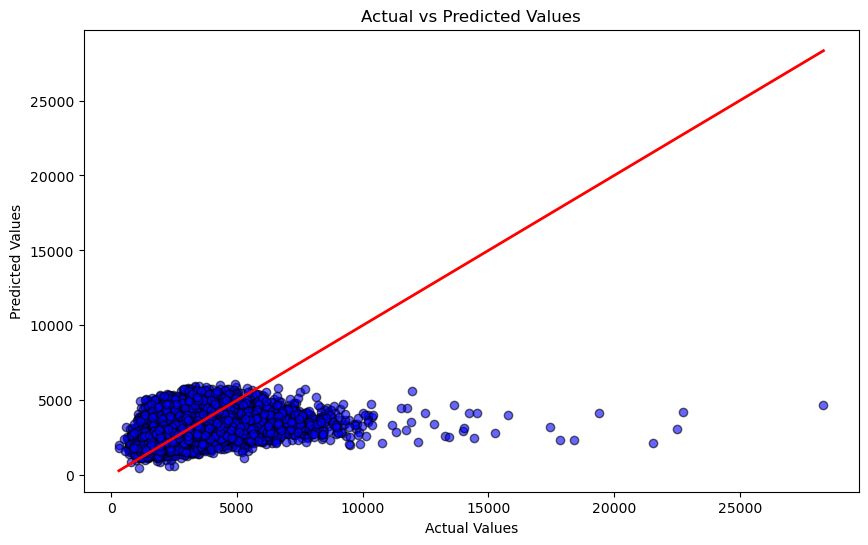 Actual vs Predicted Values
Predicted Values
25000
20000
15000
10000
5000
0
0 5000 10000 15000 20000 25000
Actual Values